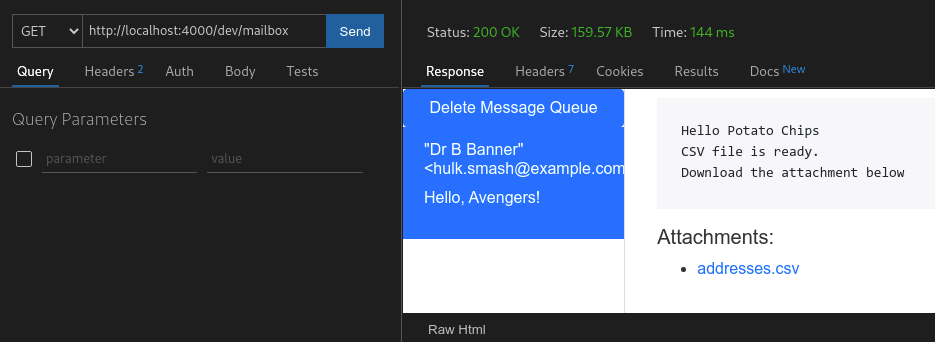 GET
http://localhost:4000/dev/mailbox
Send
Query
Headers 2
Auth
Body
Tests
Query Parameters
parameter
value
Status: 200 OK
Size: 159.57 KB
Time: 144 ms
Response
Headers 7
Cookies
Results
Docs New
Delete Message Queue
"Dr B Banner"
<hulk.smash@example.com
Hello, Avengers!
Hello Potato Chips
CSV file is ready.
Download the attachment below
Attachments:
addresses.csv
Raw Html